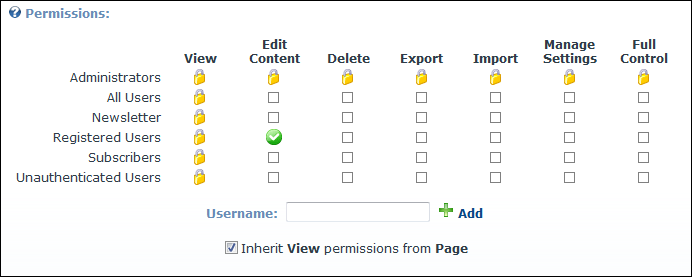 Permissions:
View Edit Content Delete Export Import Manage Settings Full Control
Administrators
All Users
Newsletter
Registered Users
Subscribers
Unauthenticated Users
Username: Add
Inherit View permissions from Page